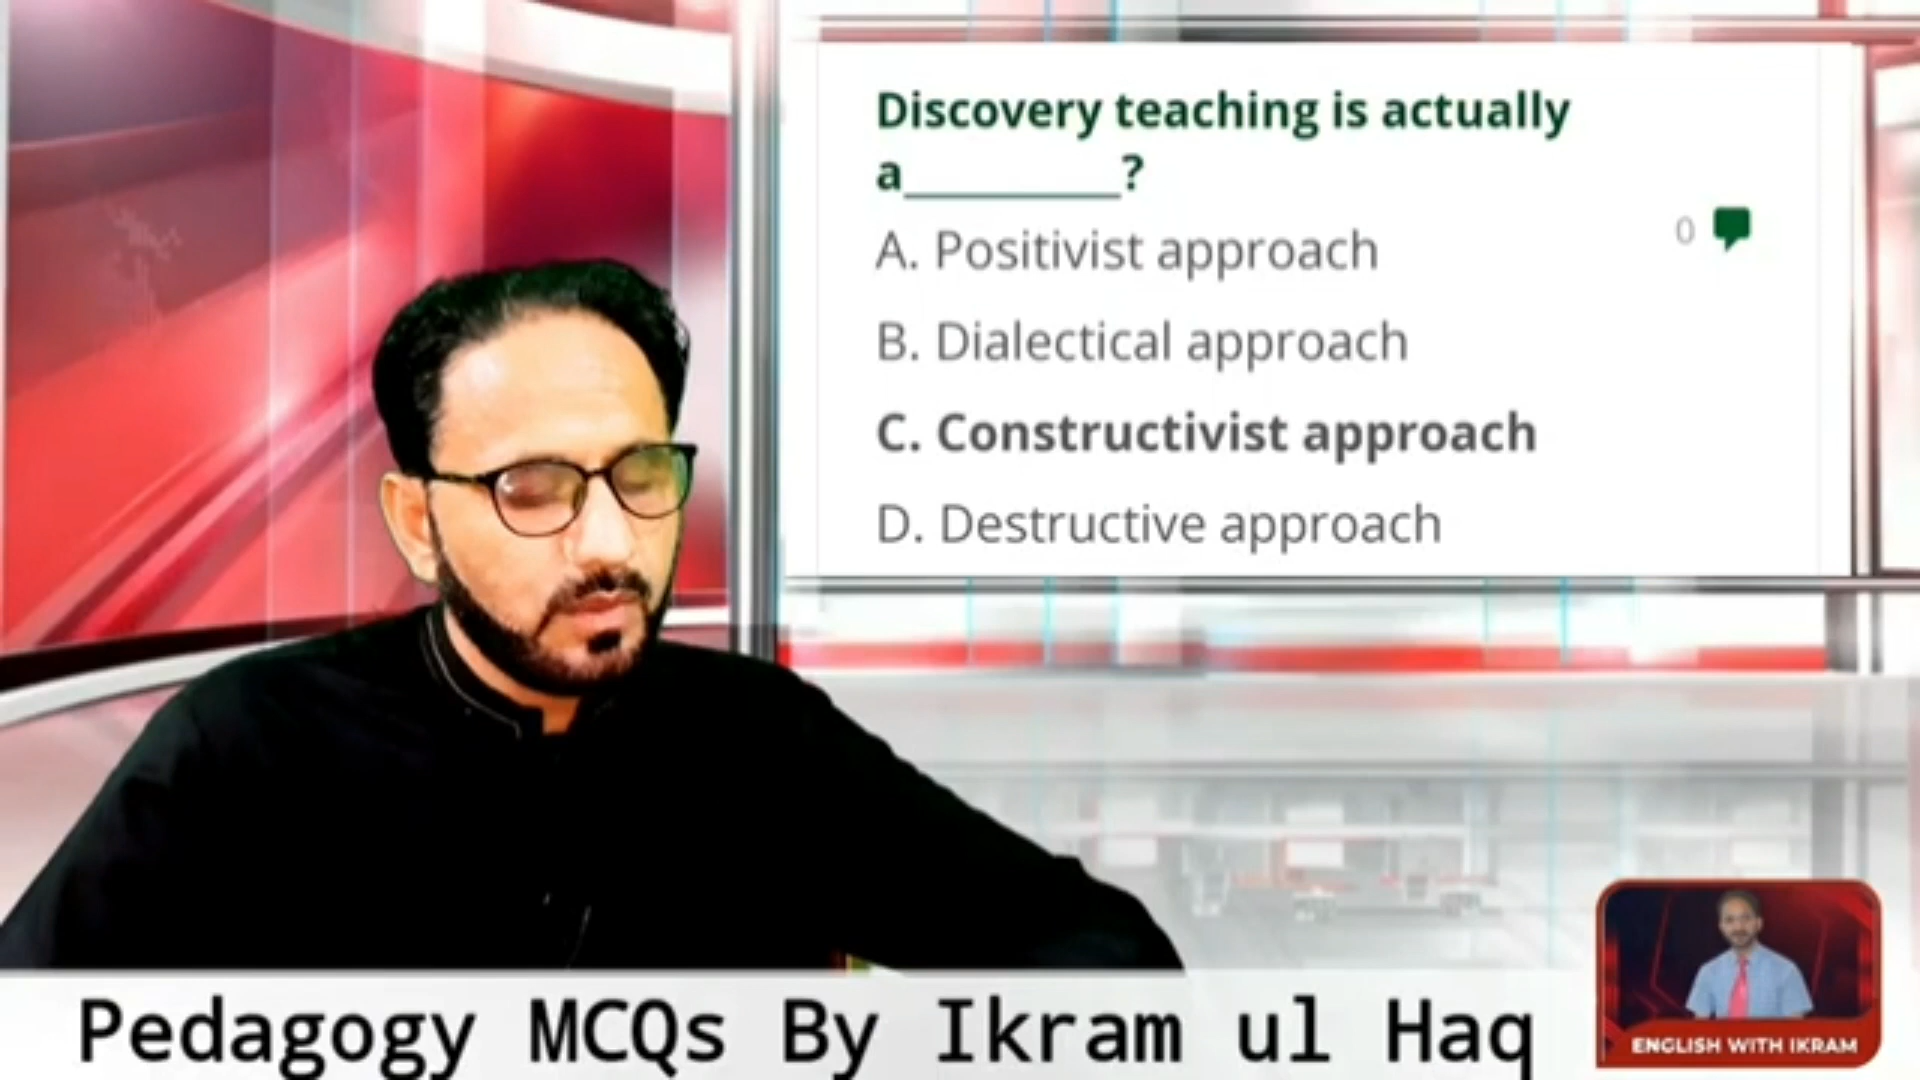 Discovery teaching is actually
a_________?
A. Positivist approach
0
B. Dialectical approach
C. Constructivist approach
D. Destructive approach
Pedagogy MCQs By Ikram ul Haq
ENGLISH WITH IKRAM